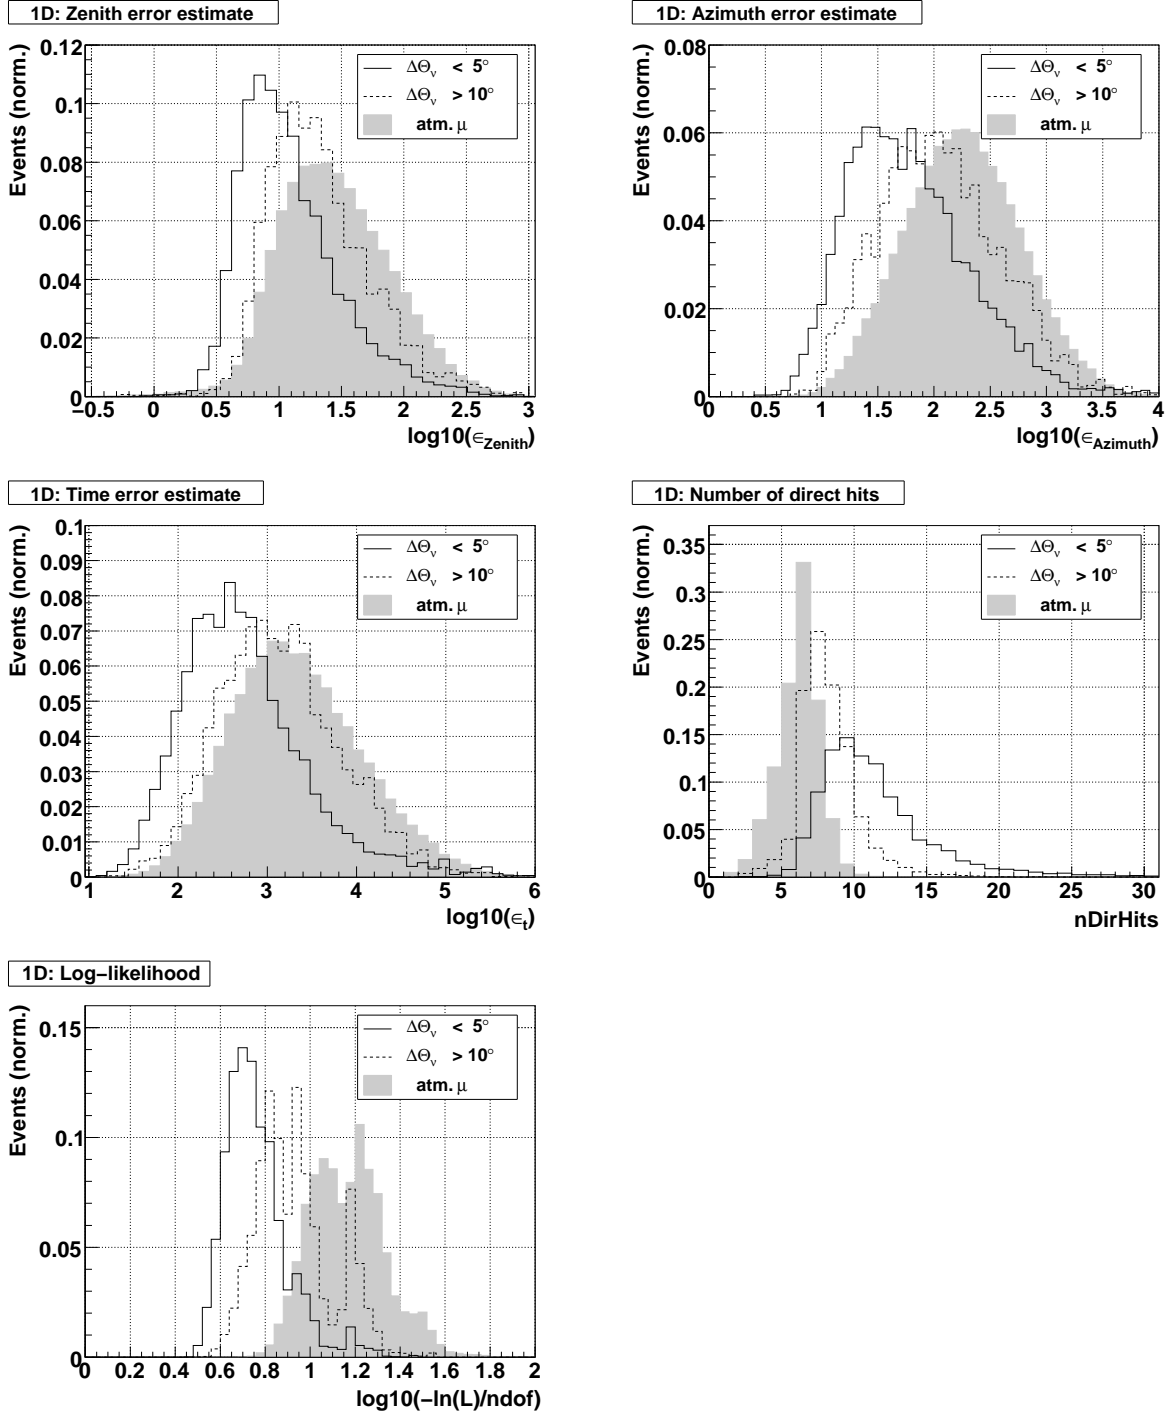 1D: Zenith error estimate
Events (norm.)
0.12
0.1
0.08
0.06
0.04
0.02
0
−0.5 0 0.5 1 1.5 2 2.5 3
log10(∈Zenith)
ΔΘν < 5°
ΔΘν > 10°
atm. μ
1D: Azimuth error estimate
Events (norm.)
0.08
0.06
0.04
0.02
0
0 0.5 1 1.5 2 2.5 3 3.5 4
log10(∈Azimuth)
ΔΘν < 5°
ΔΘν > 10°
atm. μ
1D: Time error estimate
Events (norm.)
0.1
0.09
0.08
0.07
0.06
0.05
0.04
0.03
0.02
0.01
0
1 2 3 4 5 6
log10(∈t)
ΔΘν < 5°
ΔΘν > 10°
atm. μ
1D: Number of direct hits
Events (norm.)
0.35
0.3
0.25
0.2
0.15
0.1
0.05
0
0 5 10 15 20 25 30
nDirHits
ΔΘν < 5°
ΔΘν > 10°
atm. μ
1D: Log−likelihood
Events (norm.)
0.15
0.1
0.05
0
0 0.2 0.4 0.6 0.8 1 1.2 1.4 1.6 1.8 2
log10(-ln(L)/ndof)
ΔΘν < 5°
ΔΘν > 10°
atm. μ